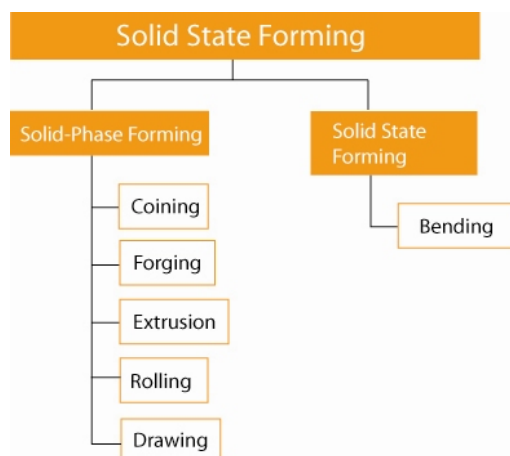 Solid State Forming
Solid-Phase Forming
Solid State
Forming
Coining
Forging
Extrusion
Rolling
Drawing
Bending